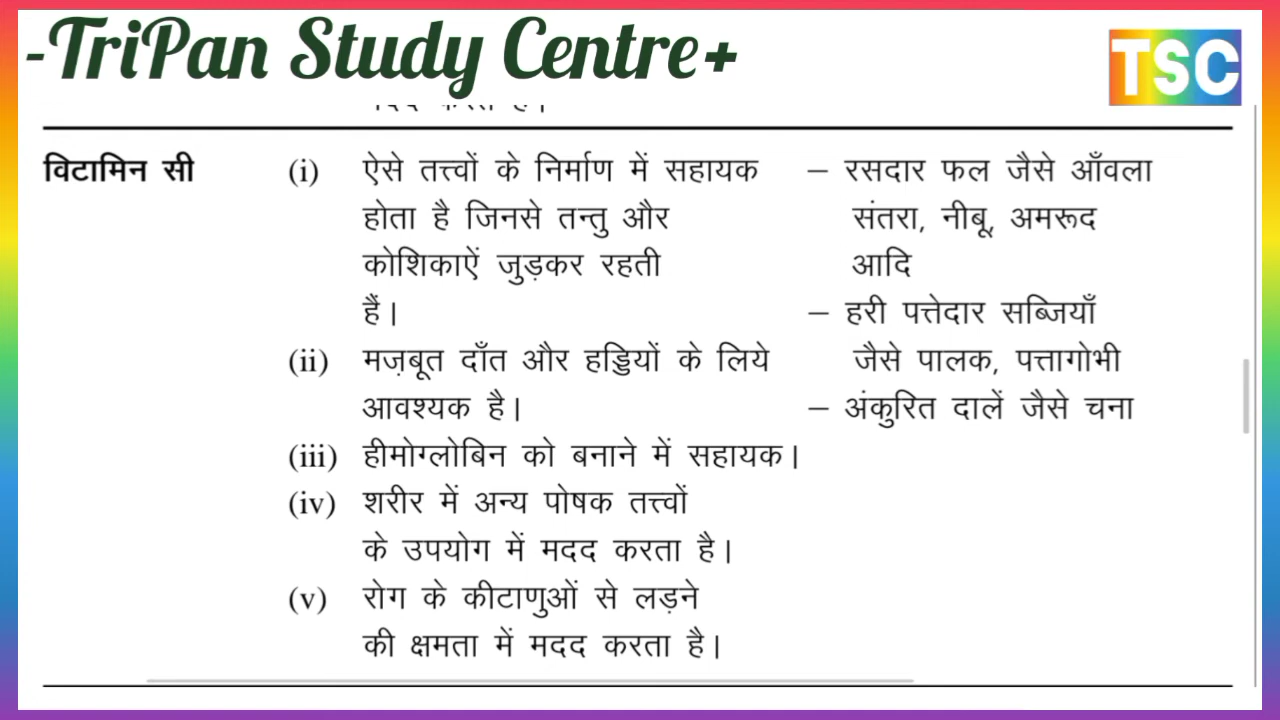 -TriPan Study Centre+
TSC
विटामिन सी
(i) ऐसे तत्त्वों के निर्माण में सहायक
होता है जिनसे तन्तु और
कोशिकाऐं जुड़कर रहती
हैं।
(ii) मज़बूत दाँत और हड्डियों के लिये
आवश्यक है।
(iii) हीमोग्लोबिन को बनाने में सहायक।
(iv) शरीर में अन्य पोषक तत्त्वों
के उपयोग में मदद करता है।
(v) रोग के कीटाणुओं से लड़ने
की क्षमता में मदद करता है।
– रसदार फल जैसे आँवला
संतरा, नीबू, अमरूद
आदि
– हरी पत्तेदार सब्जियाँ
जैसे पालक, पत्तागोभी
– अंकुरित दालें जैसे चना